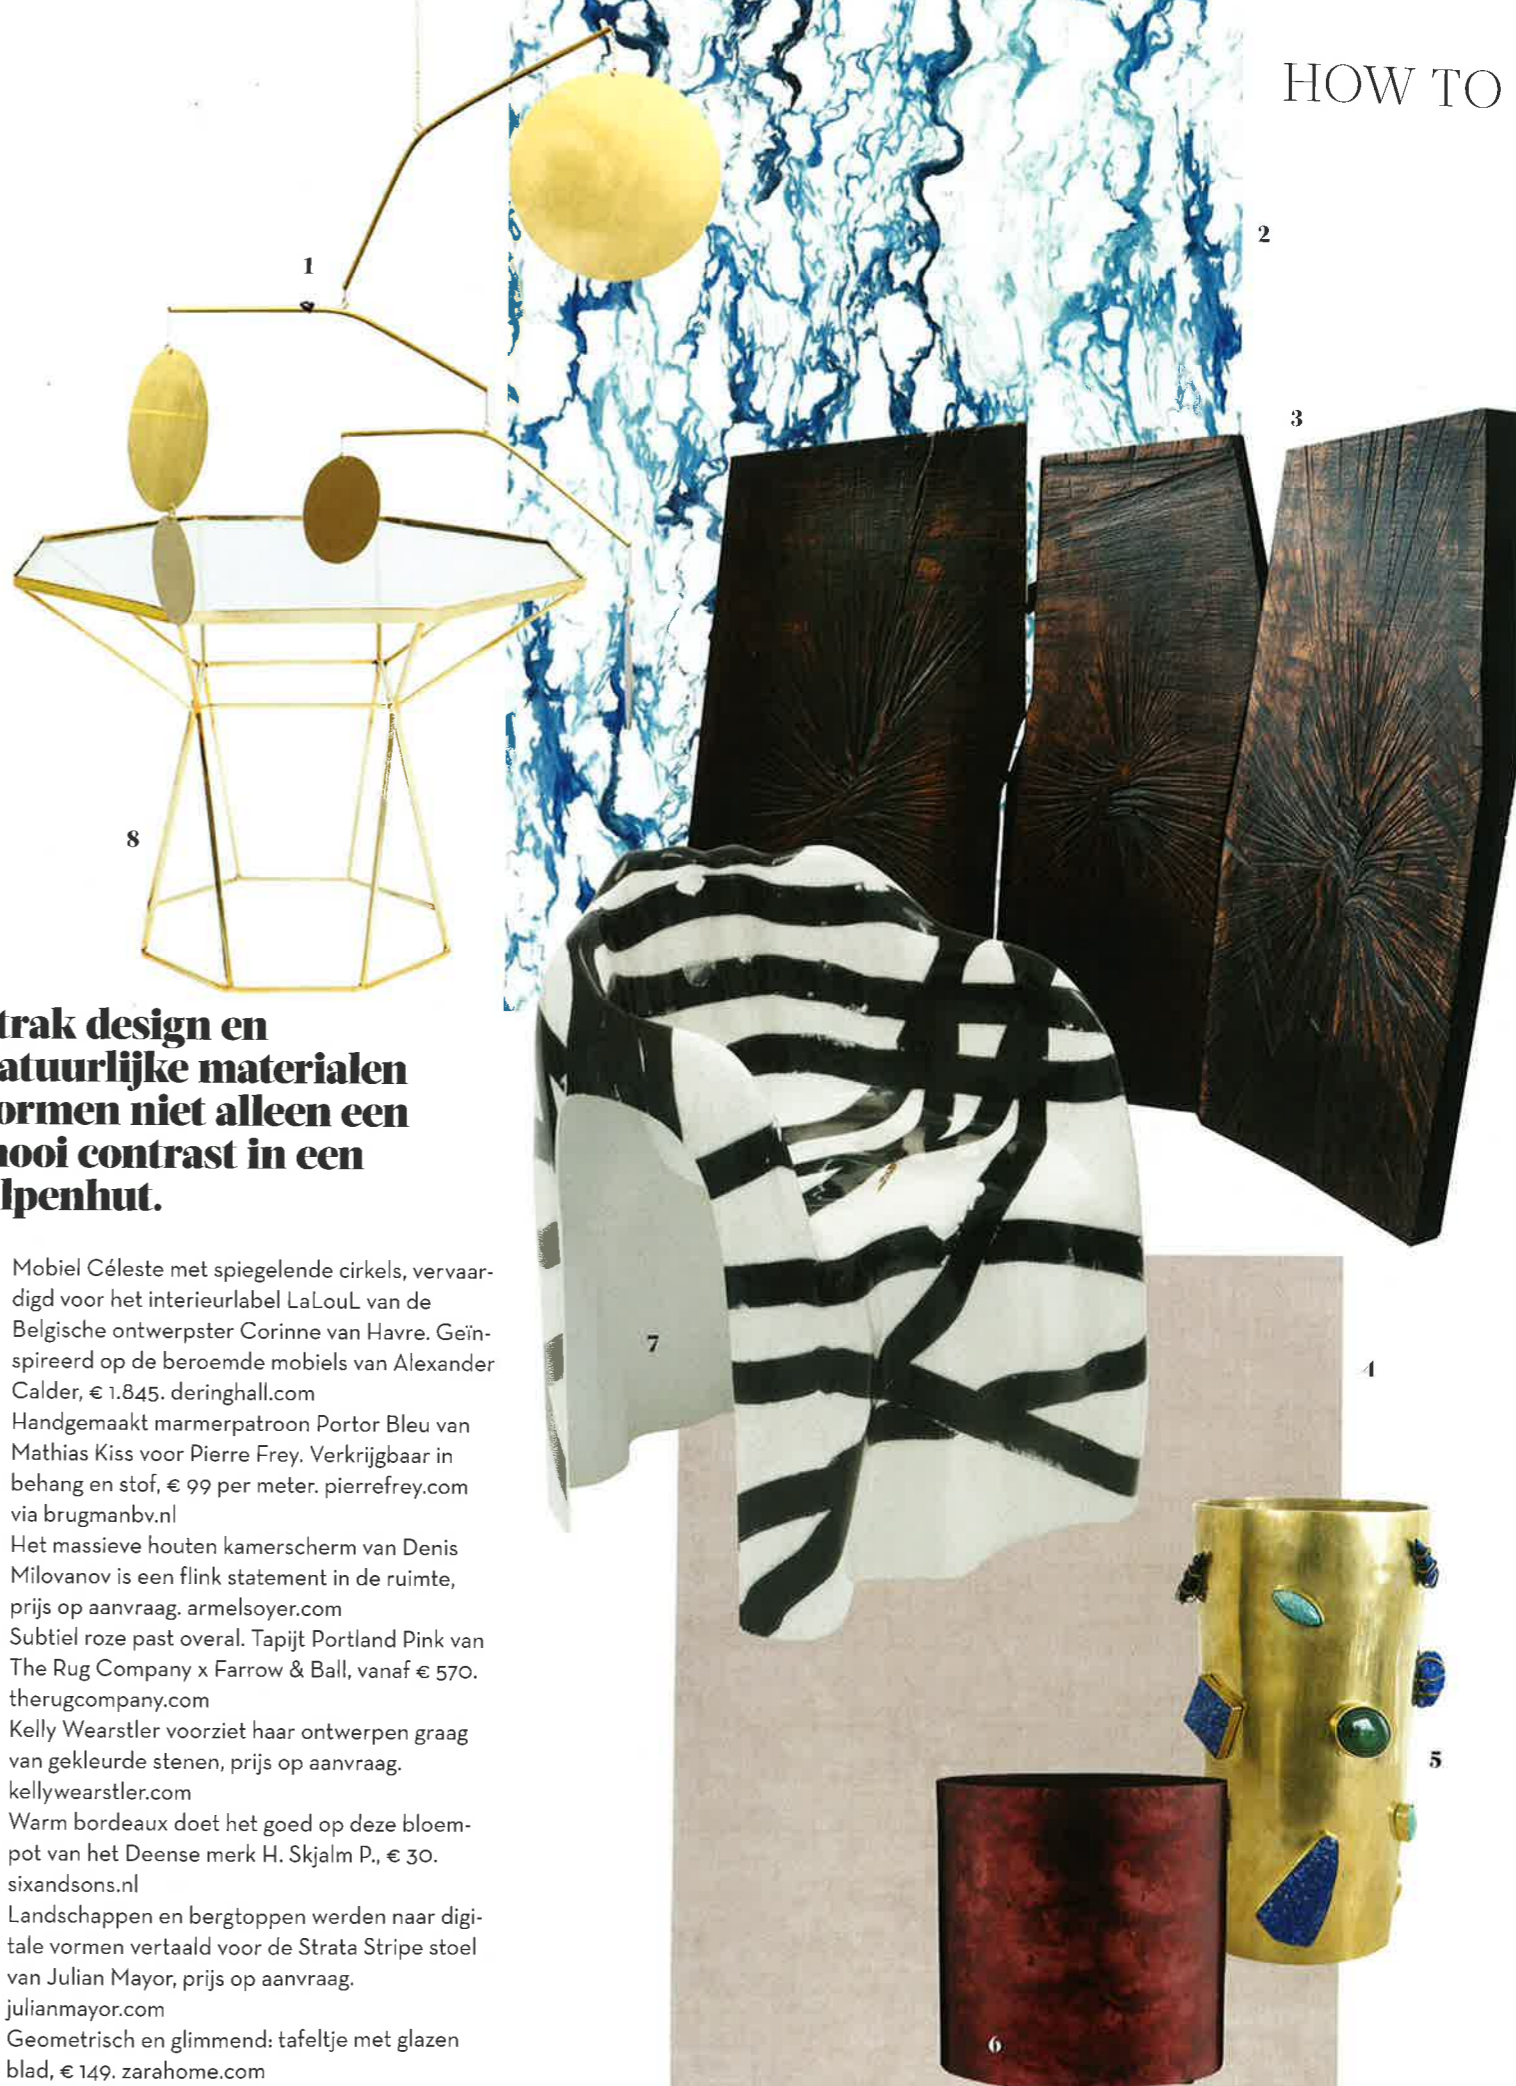 HOW TO
1
2
3
8
trak design en
atuurlijke materialen
ormen niet alleen een
nooi contrast in een
lpenhut.
Mobiel Céleste met spiegelende cirkels, vervaar-
digd voor het interieurlabel LaLouL van de
Belgische ontwerpster Corinne van Havre. Geïn-
spireerd op de beroemde mobiels van Alexander
Calder, € 1.845. deringhall.com
Handgemaakt marmerpatroon Portor Bleu van
Mathias Kiss voor Pierre Frey. Verkrijgbaar in
behang en stof, € 99 per meter. pierrefrey.com
via brugmanbv.nl
Het massieve houten kamerscherm van Denis
Milovanov is een flink statement in de ruimte,
prijs op aanvraag. armelsoyer.com
Subtiel roze past overal. Tapijt Portland Pink van
The Rug Company x Farrow & Ball, vanaf € 570.
therugcompany.com
Kelly Wearstler voorziet haar ontwerpen graag
van gekleurde stenen, prijs op aanvraag.
kellywearstler.com
Warm bordeaux doet het goed op deze bloem-
pot van het Deense merk H. Skjalm P., € 30.
sixandsons.nl
Landschappen en bergtoppen werden naar digi-
tale vormen vertaald voor de Strata Stripe stoel
van Julian Mayor, prijs op aanvraag.
julianmayor.com
Geometrisch en glimmend: tafeltje met glazen
blad, € 149. zarahome.com
7
4
5
6